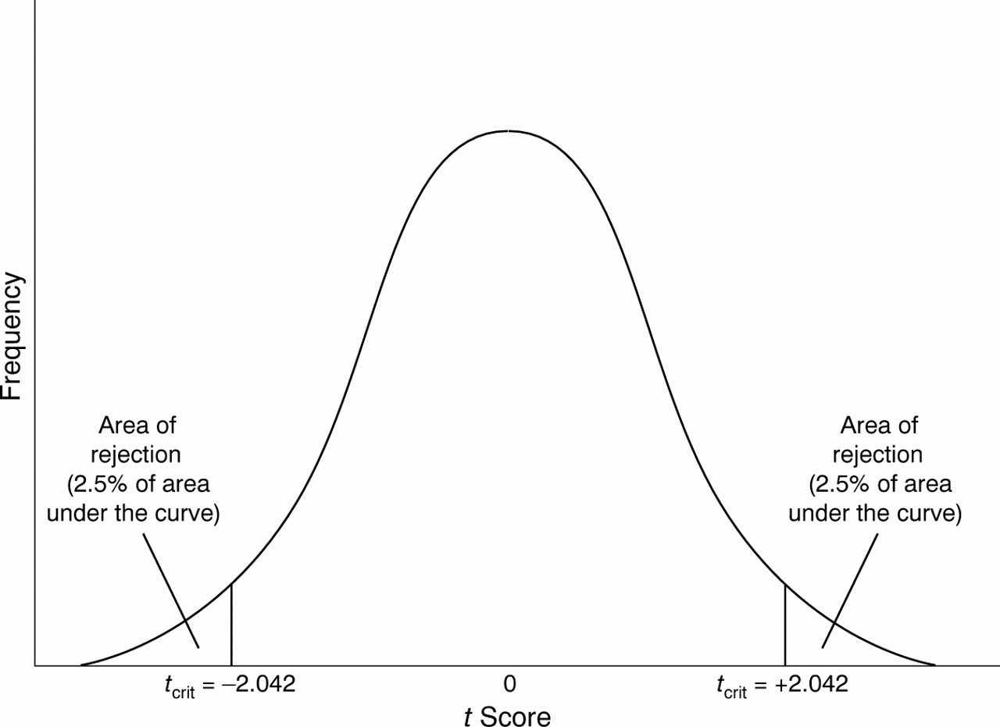 Frequency
Area of
rejection
(2.5% of area
under the curve)
Area of
rejection
(2.5% of area
under the curve)
tcrit = –2.042
0
tcrit = +2.042
t Score